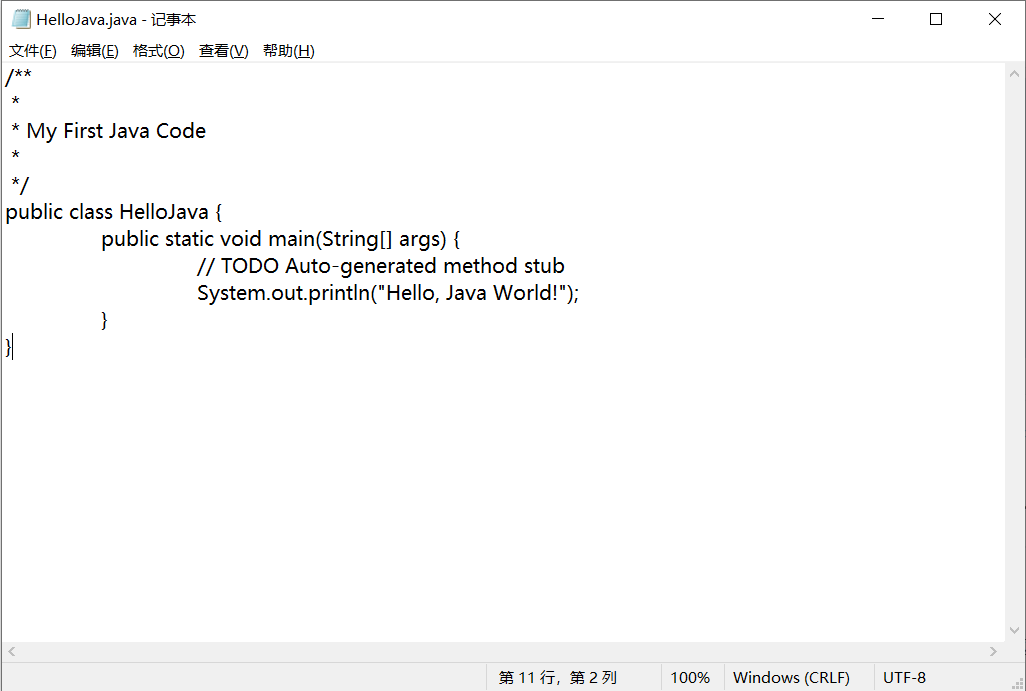 HelloJava.java - 记事本
文件(F) 编辑(E) 格式(O) 查看(V) 帮助(H)
/**
 *
 * My First Java Code
 *
 */
public class HelloJava {
	public static void main(String[] args) {
		// TODO Auto-generated method stub
		System.out.println("Hello, Java World!");
	}
}
第 11 行，第 2 列 100% Windows (CRLF) UTF-8